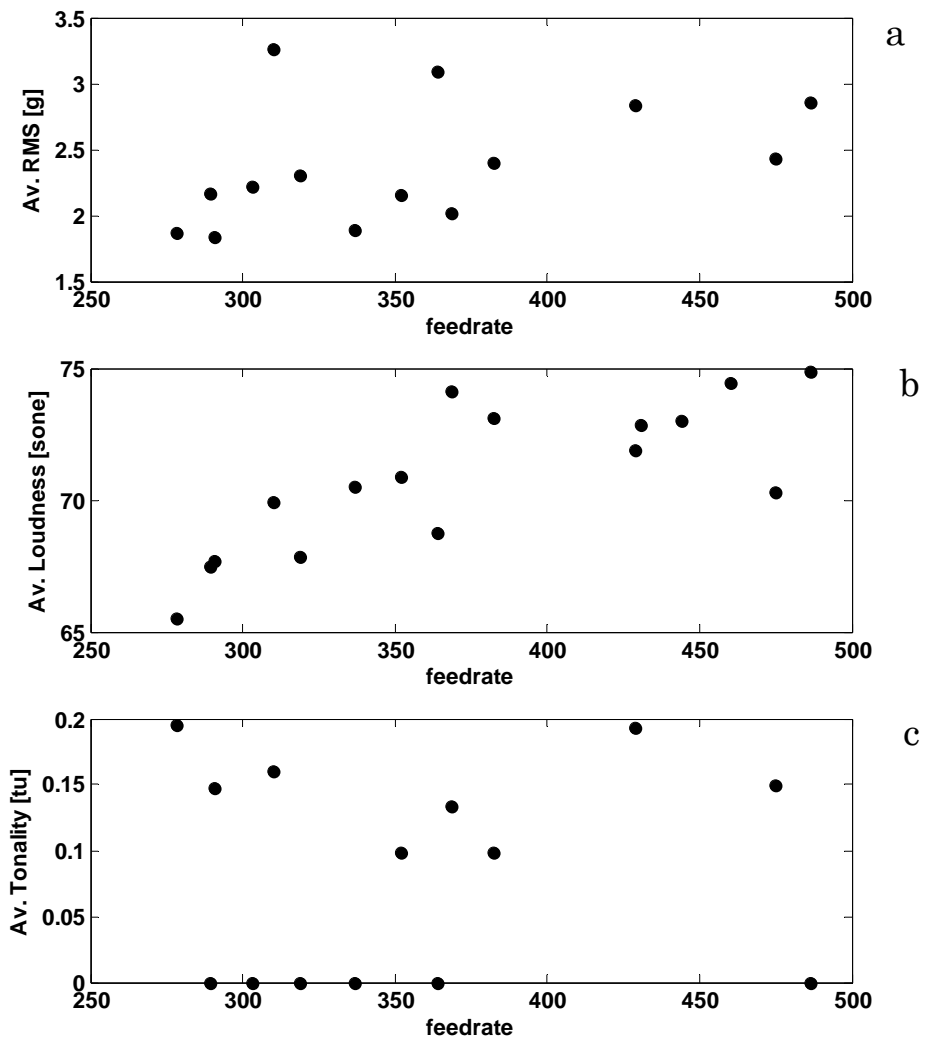 3.5
a
3
2.5
2
1.5
Av. RMS [g]
250 300 350 400 450 500
feedrate
75
b
70
65
Av. Loudness [sone]
250 300 350 400 450 500
feedrate
0.2
c
0.15
0.1
0.05
0
Av. Tonality [tu]
250 300 350 400 450 500
feedrate